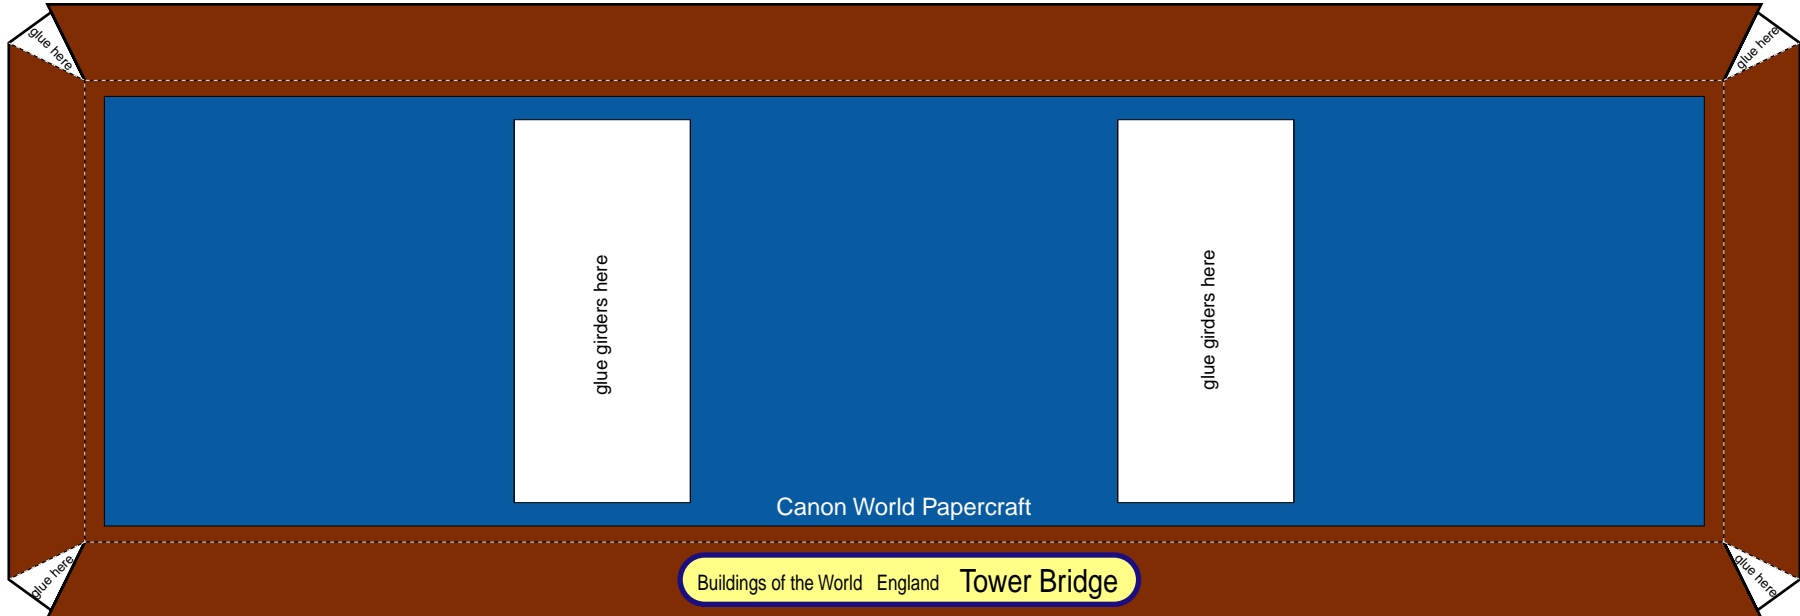 glue here
glue here
glue girders here
glue girders here
Canon World Papercraft
glue here
Buildings of the World England Tower Bridge
glue here